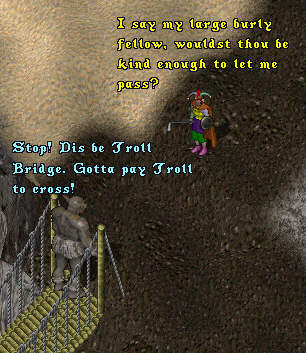 I say my large burly
fellow, wouldst thou be
kind enough to let me
pass?
Stop! Dis be Troll
Bridge. Gotta pay Troll
to cross!